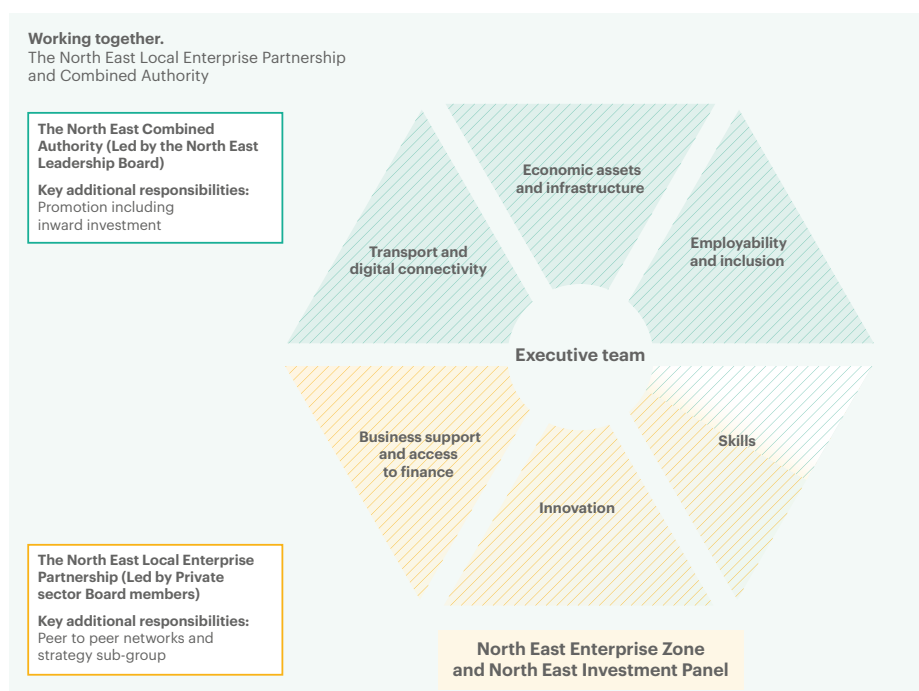 Working together.
The North East Local Enterprise Partnership
and Combined Authority
The North East Combined
Authority (Led by the North East
Leadership Board)
Key additional responsibilities:
Promotion including
inward investment
Economic assets
and infrastructure
Employability
and inclusion
Transport and
digital connectivity
Executive team
Business support
and access
to finance
Skills
Innovation
The North East Local Enterprise
Partnership (Led by Private
sector Board members)
Key additional responsibilities:
Peer to peer networks and
strategy sub-group
North East Enterprise Zone
and North East Investment Panel